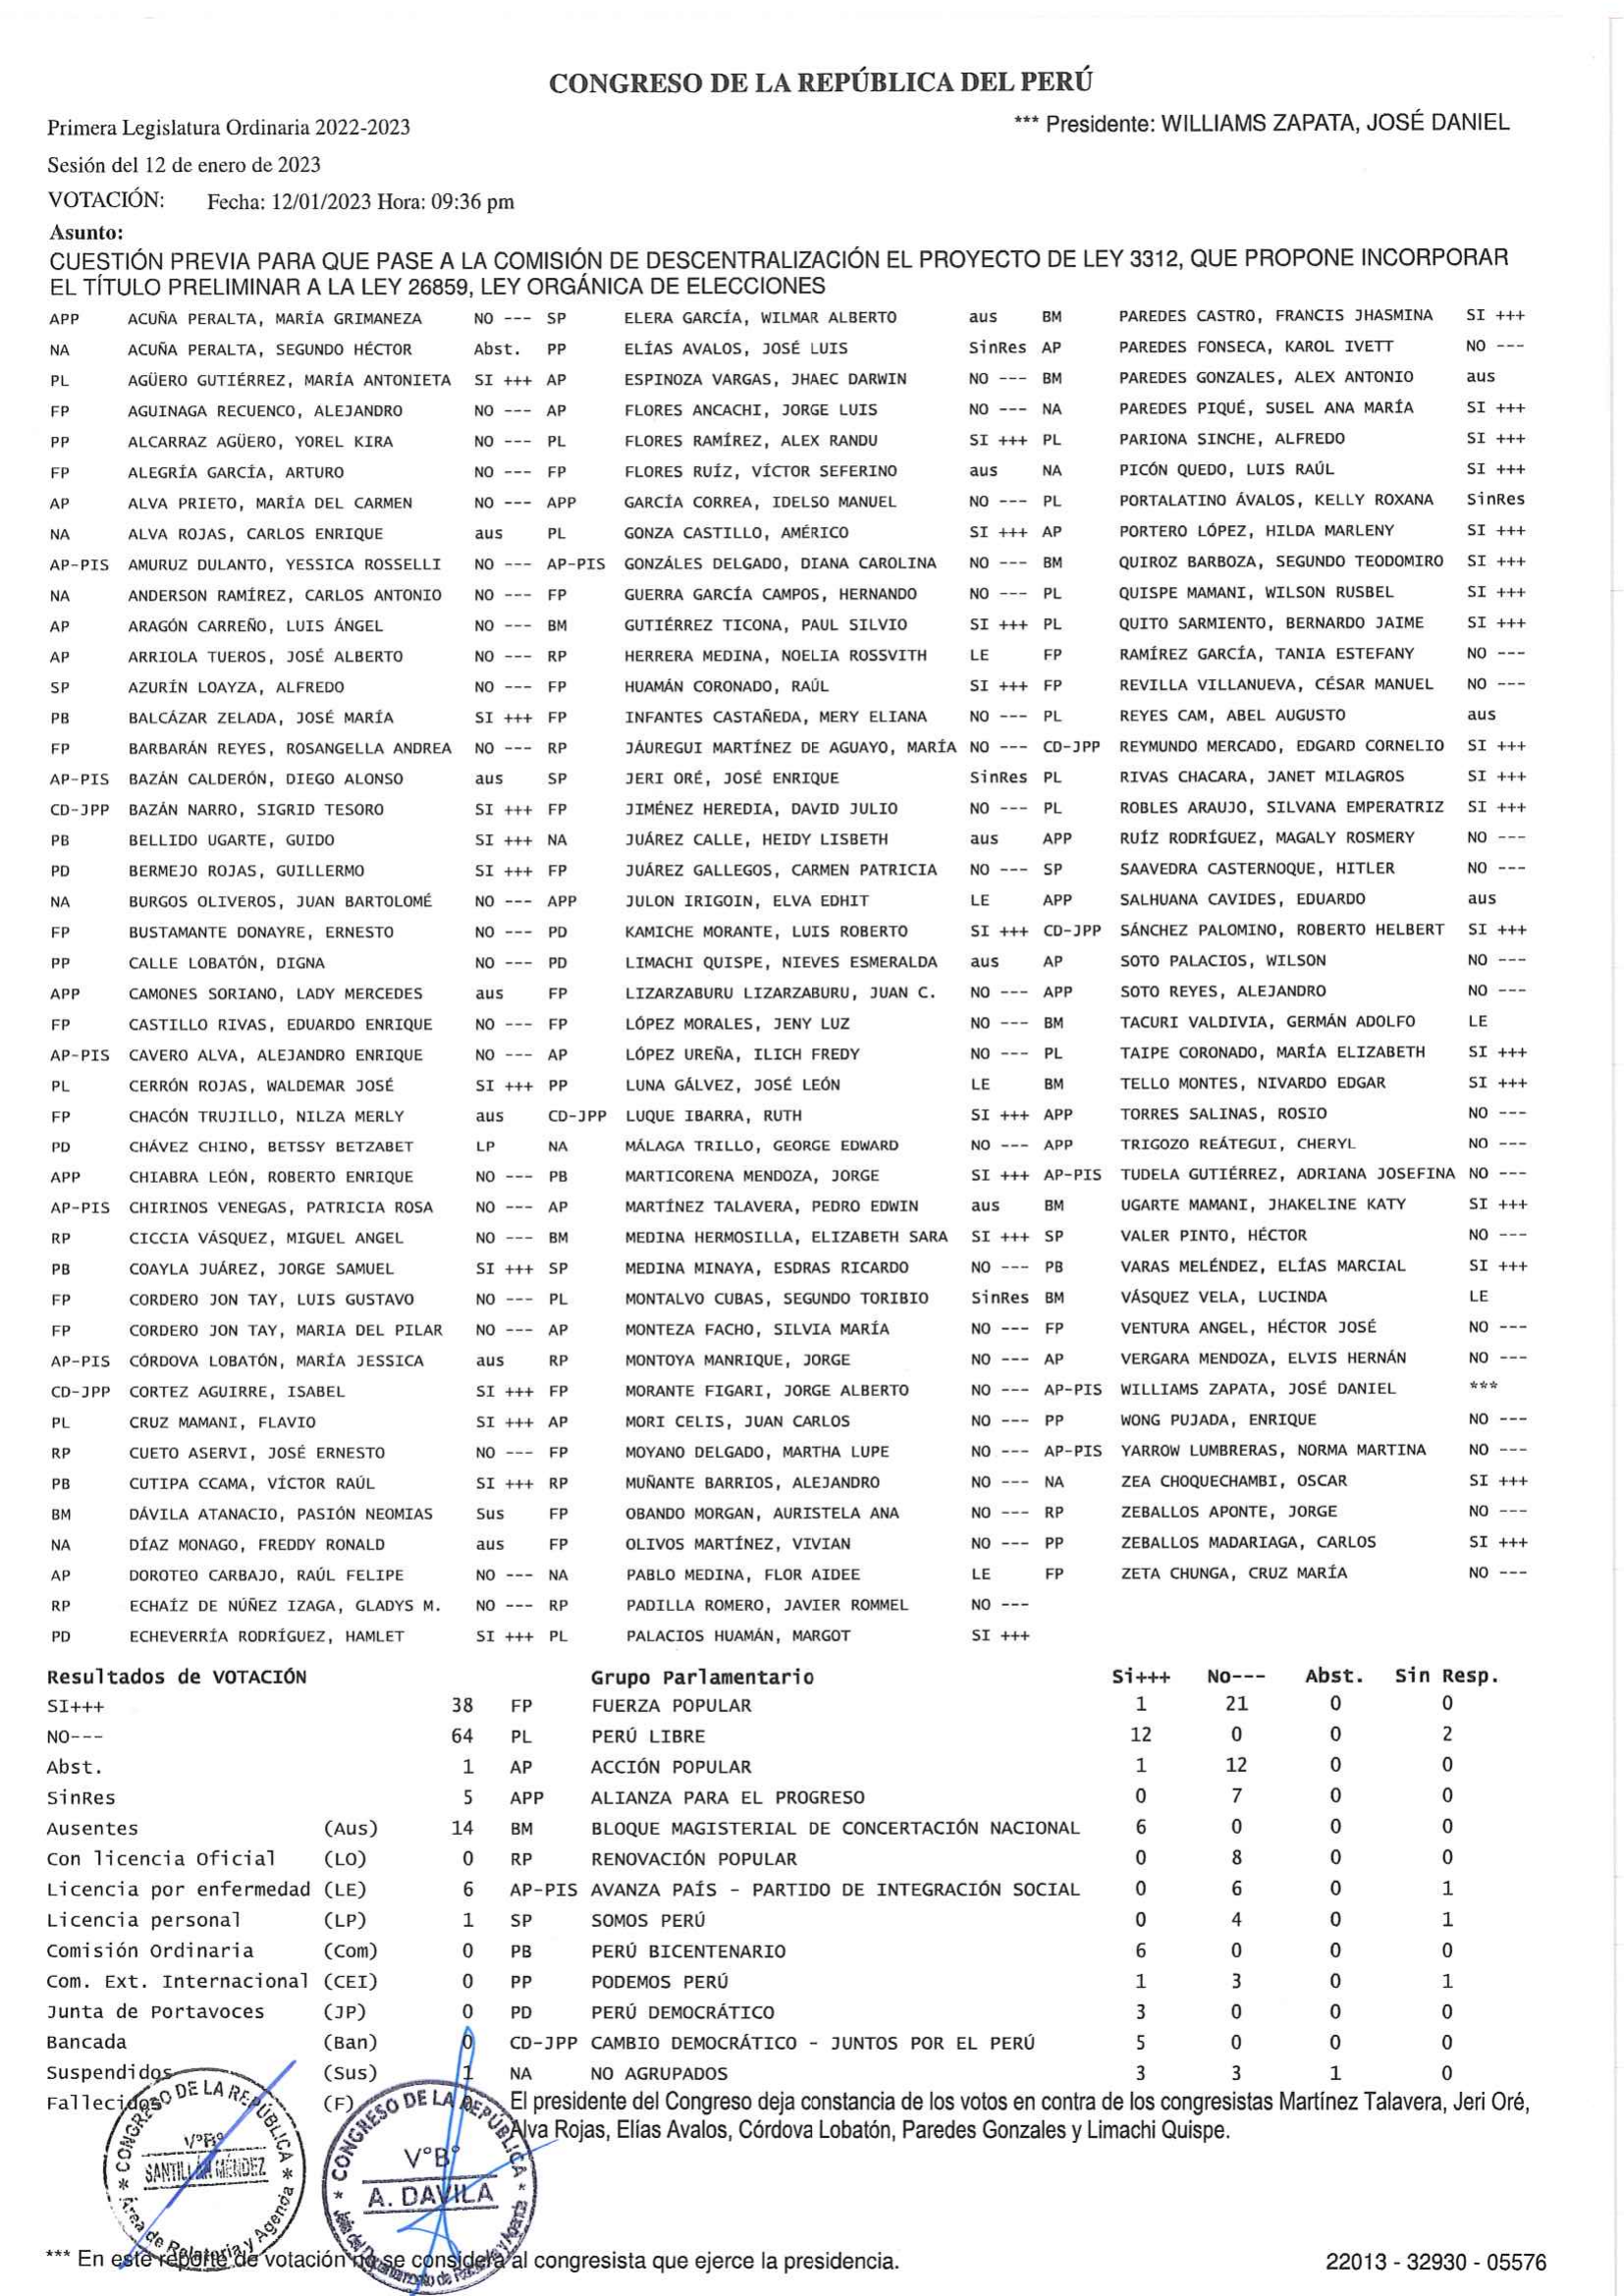 CONGRESO DE LA REPÚBLICA DEL PERÚ
Primera Legislatura Ordinaria 2022-2023 *** Presidente: WILLIAMS ZAPATA, JOSÉ DANIEL
Sesión del 12 de enero de 2023
VOTACIÓN: Fecha: 12/01/2023 Hora: 09:36 pm
Asunto:
CUESTIÓN PREVIA PARA QUE PASE A LA COMISIÓN DE DESCENTRALIZACIÓN EL PROYECTO DE LEY 3312, QUE PROPONE INCORPORAR
EL TÍTULO PRELIMINAR A LA LEY 26859, LEY ORGÁNICA DE ELECCIONES
APP ACUÑA PERALTA, MARÍA GRIMANEZA NO --- SP ELERA GARCÍA, WILMAR ALBERTO aus BM PAREDES CASTRO, FRANCIS JHASMINA SI +++
NA ACUÑA PERALTA, SEGUNDO HÉCTOR Abst. PP ELÍAS AVALOS, JOSÉ LUIS SinRes AP PAREDES FONSECA, KAROL IVETT NO ---
PL AGÜERO GUTIÉRREZ, MARÍA ANTONIETA SI +++ AP ESPINOZA VARGAS, JHAEC DARWIN NO --- BM PAREDES GONZALES, ALEX ANTONIO aus
FP AGUINAGA RECUENCO, ALEJANDRO NO --- AP FLORES ANCACHI, JORGE LUIS NO --- NA PAREDES PIQUÉ, SUSEL ANA MARÍA SI +++
PP ALCARRAZ AGÜERO, YOREL KIRA NO --- PL FLORES RAMÍREZ, ALEX RANDU SI +++ PL PARIONA SINCHE, ALFREDO SI +++
FP ALEGRÍA GARCÍA, ARTURO NO --- FP FLORES RUÍZ, VÍCTOR SEFERINO aus NA PICÓN QUEDO, LUIS RAÚL SI +++
AP ALVA PRIETO, MARÍA DEL CARMEN NO --- APP GARCÍA CORREA, IDELSO MANUEL NO --- PL PORTALATINO ÁVALOS, KELLY ROXANA SinRes
NA ALVA ROJAS, CARLOS ENRIQUE aus PL GONZA CASTILLO, AMÉRICO SI +++ AP PORTERO LÓPEZ, HILDA MARLENY SI +++
AP-PIS AMURUZ DULANTO, YESSICA ROSSELLI NO --- AP-PIS GONZÁLES DELGADO, DIANA CAROLINA NO --- BM QUIROZ BARBOZA, SEGUNDO TEODOMIRO SI +++
NA ANDERSON RAMÍREZ, CARLOS ANTONIO NO --- FP GUERRA GARCÍA CAMPOS, HERNANDO NO --- PL QUISPE MAMANI, WILSON RUSBEL SI +++
AP ARAGÓN CARREÑO, LUIS ÁNGEL NO --- BM GUTIÉRREZ TICONA, PAUL SILVIO SI +++ PL QUITO SARMIENTO, BERNARDO JAIME SI +++
AP ARRIOLA TUEROS, JOSÉ ALBERTO NO --- RP HERRERA MEDINA, NOELIA ROSSVITH LE FP RAMÍREZ GARCÍA, TANIA ESTEFANY NO ---
SP AZURÍN LOAYZA, ALFREDO NO --- FP HUAMÁN CORONADO, RAÚL SI +++ FP REVILLA VILLANUEVA, CÉSAR MANUEL NO ---
PB BALCÁZAR ZELADA, JOSÉ MARÍA SI +++ FP INFANTES CASTAÑEDA, MERY ELIANA NO --- PL REYES CAM, ABEL AUGUSTO aus
FP BARBARÁN REYES, ROSANGELLA ANDREA NO --- RP JÁUREGUI MARTÍNEZ DE AGUAYO, MARÍA NO --- CD-JPP REYMUNDO MERCADO, EDGARD CORNELIO SI +++
AP-PIS BAZÁN CALDERÓN, DIEGO ALONSO aus SP JERI ORÉ, JOSÉ ENRIQUE SinRes PL RIVAS CHACARA, JANET MILAGROS SI +++
CD-JPP BAZÁN NARRO, SIGRID TESORO SI +++ FP JIMÉNEZ HEREDIA, DAVID JULIO NO --- PL ROBLES ARAUJO, SILVANA EMPERATRIZ SI +++
PB BELLIDO UGARTE, GUIDO SI +++ NA JUÁREZ CALLE, HEIDY LISBETH aus APP RUÍZ RODRÍGUEZ, MAGALY ROSMERY NO ---
PD BERMEJO ROJAS, GUILLERMO SI +++ FP JUÁREZ GALLEGOS, CARMEN PATRICIA NO --- SP SAAVEDRA CASTERNOQUE, HITLER NO ---
NA BURGOS OLIVEROS, JUAN BARTOLOMÉ NO --- APP JULON IRIGOIN, ELVA EDHIT LE APP SALHUANA CAVIDES, EDUARDO aus
FP BUSTAMANTE DONAYRE, ERNESTO NO --- PD KAMICHE MORANTE, LUIS ROBERTO SI +++ CD-JPP SÁNCHEZ PALOMINO, ROBERTO HELBERT SI +++
PP CALLE LOBATÓN, DIGNA NO --- PD LIMACHI QUISPE, NIEVES ESMERALDA aus AP SOTO PALACIOS, WILSON NO ---
APP CAMONES SORIANO, LADY MERCEDES aus FP LIZARZABURU LIZARZABURU, JUAN C. NO --- APP SOTO REYES, ALEJANDRO NO ---
FP CASTILLO RIVAS, EDUARDO ENRIQUE NO --- FP LÓPEZ MORALES, JENY LUZ NO --- BM TACURI VALDIVIA, GERMÁN ADOLFO LE
AP-PIS CAVERO ALVA, ALEJANDRO ENRIQUE NO --- AP LÓPEZ UREÑA, ILICH FREDY NO --- PL TAIPE CORONADO, MARÍA ELIZABETH SI +++
PL CERRÓN ROJAS, WALDEMAR JOSÉ SI +++ PP LUNA GÁLVEZ, JOSÉ LEÓN LE BM TELLO MONTES, NIVARDO EDGAR SI +++
FP CHACÓN TRUJILLO, NILZA MERLY aus CD-JPP LUQUE IBARRA, RUTH SI +++ APP TORRES SALINAS, ROSIO NO ---
PD CHÁVEZ CHINO, BETSSY BETZABET LP NA MÁLAGA TRILLO, GEORGE EDWARD NO --- APP TRIGOZO REÁTEGUI, CHERYL NO ---
APP CHIABRA LEÓN, ROBERTO ENRIQUE NO --- PB MARTICORENA MENDOZA, JORGE SI +++ AP-PIS TUDELA GUTIÉRREZ, ADRIANA JOSEFINA NO ---
AP-PIS CHIRINOS VENEGAS, PATRICIA ROSA NO --- AP MARTÍNEZ TALAVERA, PEDRO EDWIN aus BM UGARTE MAMANI, JHAKELINE KATY SI +++
RP CICCIA VÁSQUEZ, MIGUEL ANGEL NO --- BM MEDINA HERMOSILLA, ELIZABETH SARA SI +++ SP VALER PINTO, HÉCTOR NO ---
PB COAYLA JUÁREZ, JORGE SAMUEL SI +++ SP MEDINA MINAYA, ESDRAS RICARDO NO --- PB VARAS MELÉNDEZ, ELÍAS MARCIAL SI +++
FP CORDERO JON TAY, LUIS GUSTAVO NO --- PL MONTALVO CUBAS, SEGUNDO TORIBIO SinRes BM VÁSQUEZ VELA, LUCINDA LE
FP CORDERO JON TAY, MARIA DEL PILAR NO --- AP MONTEZA FACHO, SILVIA MARÍA NO --- FP VENTURA ANGEL, HÉCTOR JOSÉ NO ---
AP-PIS CÓRDOVA LOBATÓN, MARÍA JESSICA aus RP MONTOYA MANRIQUE, JORGE NO --- AP VERGARA MENDOZA, ELVIS HERNÁN NO ---
CD-JPP CORTEZ AGUIRRE, ISABEL SI +++ FP MORANTE FIGARI, JORGE ALBERTO NO --- AP-PIS WILLIAMS ZAPATA, JOSÉ DANIEL ***
PL CRUZ MAMANI, FLAVIO SI +++ AP MORI CELIS, JUAN CARLOS NO --- PP WONG PUJADA, ENRIQUE NO ---
RP CUETO ASERVI, JOSÉ ERNESTO NO --- FP MOYANO DELGADO, MARTHA LUPE NO --- AP-PIS YARROW LUMBRERAS, NORMA MARTINA NO ---
PB CUTIPA CCAMA, VÍCTOR RAÚL SI +++ RP MUÑANTE BARRIOS, ALEJANDRO NO --- NA ZEA CHOQUECHAMBI, OSCAR SI +++
BM DÁVILA ATANACIO, PASIÓN NEOMIAS Sus FP OBANDO MORGAN, AURISTELA ANA NO --- RP ZEBALLOS APONTE, JORGE NO ---
NA DÍAZ MONAGO, FREDDY RONALD aus FP OLIVOS MARTÍNEZ, VIVIAN NO --- PP ZEBALLOS MADARIAGA, CARLOS SI +++
AP DOROTEO CARBAJO, RAÚL FELIPE NO --- NA PABLO MEDINA, FLOR AIDEE LE FP ZETA CHUNGA, CRUZ MARÍA NO ---
RP ECHAÍZ DE NÚÑEZ IZAGA, GLADYS M. NO --- RP PADILLA ROMERO, JAVIER ROMMEL NO ---
PD ECHEVERRÍA RODRÍGUEZ, HAMLET SI +++ PL PALACIOS HUAMÁN, MARGOT SI +++
Resultados de VOTACIÓN Grupo Parlamentario Si+++ No--- Abst. Sin Resp.
SI+++ 38 FP FUERZA POPULAR 1 21 0 0
NO--- 64 PL PERÚ LIBRE 12 0 0 2
Abst. 1 AP ACCIÓN POPULAR 1 12 0 0
SinRes 5 APP ALIANZA PARA EL PROGRESO 0 7 0 0
Ausentes (Aus) 14 BM BLOQUE MAGISTERIAL DE CONCERTACIÓN NACIONAL 6 0 0 0
Con licencia Oficial (LO) 0 RP RENOVACIÓN POPULAR 0 8 0 0
Licencia por enfermedad (LE) 6 AP-PIS AVANZA PAÍS - PARTIDO DE INTEGRACIÓN SOCIAL 0 6 0 1
Licencia personal (LP) 1 SP SOMOS PERÚ 0 4 0 1
Comisión Ordinaria (Com) 0 PB PERÚ BICENTENARIO 6 0 0 0
Com. Ext. Internacional (CEI) 0 PP PODEMOS PERÚ 1 3 0 1
Junta de Portavoces (JP) 0 PD PERÚ DEMOCRÁTICO 3 0 0 0
Bancada (Ban) 0 CD-JPP CAMBIO DEMOCRÁTICO - JUNTOS POR EL PERÚ 5 0 0 0
Suspendidos (Sus) 1 NA NO AGRUPADOS 3 3 1 0
Fallecidos (F) El presidente del Congreso deja constancia de los votos en contra de los congresistas Martínez Talavera, Jeri Oré,
Alva Rojas, Elías Avalos, Córdova Lobatón, Paredes Gonzales y Limachi Quispe.
* CONGRESO DE LA REPÚBLICA *
V°B°
SANTILLÁN MÉNDEZ
Área de Relatoría y Agenda
* CONGRESO DE LA REPÚBLICA *
V°B°
A. DAVILA
*** En este reporte de votación no se considera al congresista que ejerce la presidencia. 22013 - 32930 - 05576